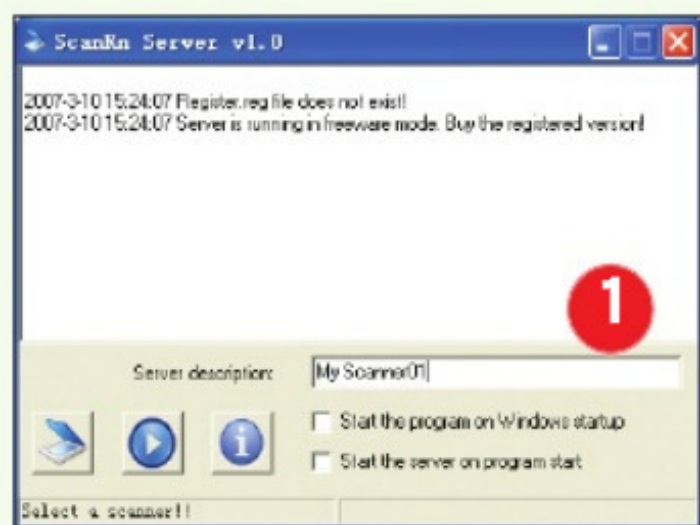 ScanRn Server v1.0
2007-3-10 15:24:07 Register.reg file does not exist!
2007-3-10 15:24:07 Server is running in freeware mode. Buy the registered version!
1
Server description: My Scanner01
Start the program on Windows startup
Start the server on program start
Select a scanner!!